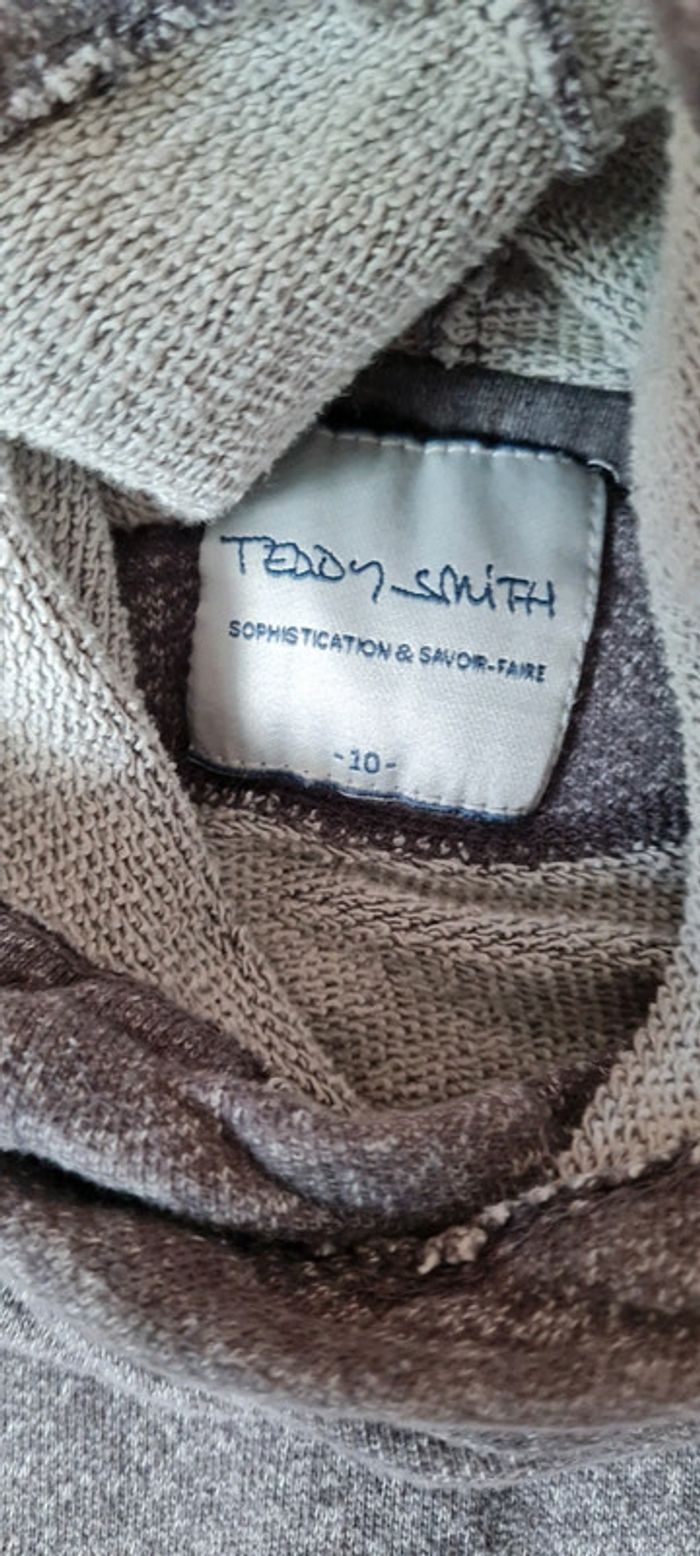 TEDDY SMITH
SOPHISTICATION & SAVOIR-FAIRE
-10-